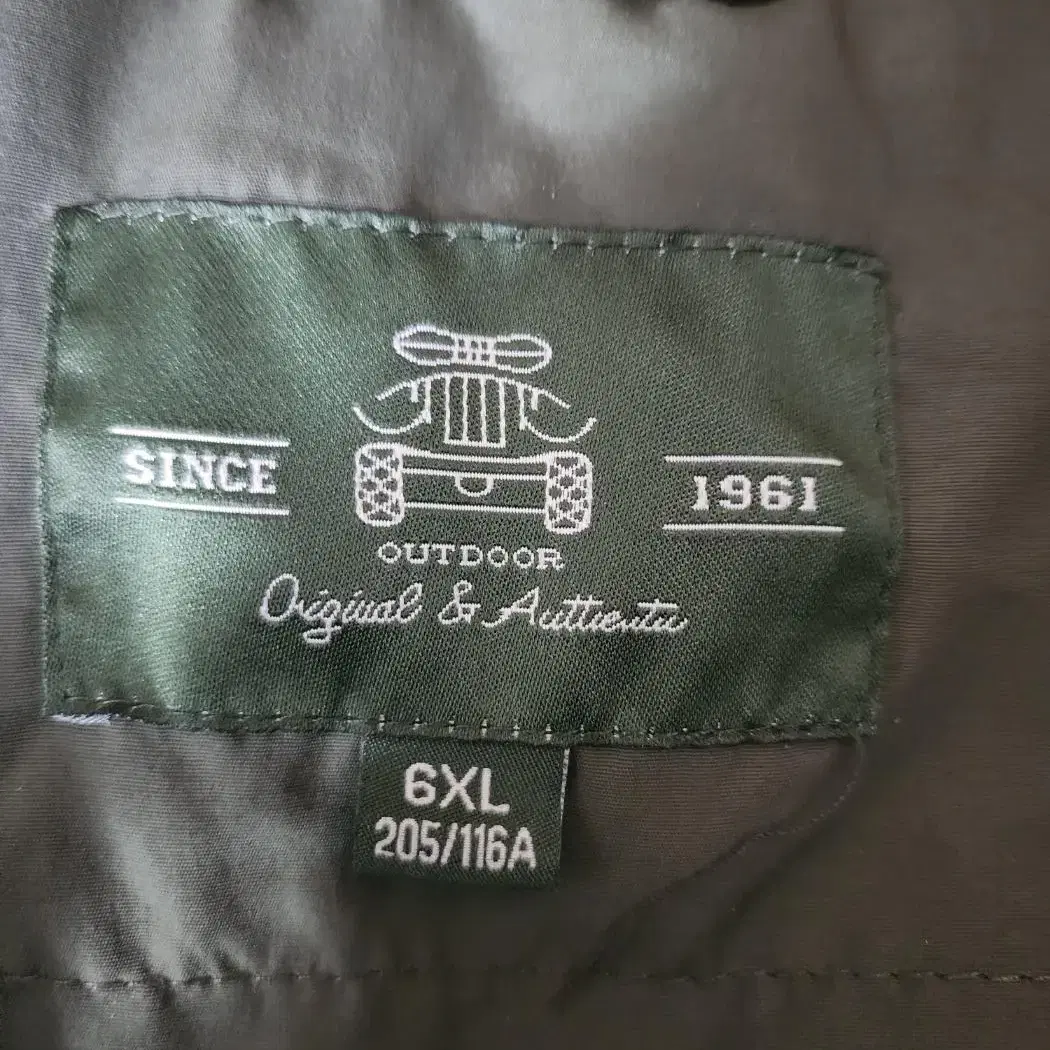 SINCE
1961
OUTDOOR
Original & Authentic
6XL
205/116A